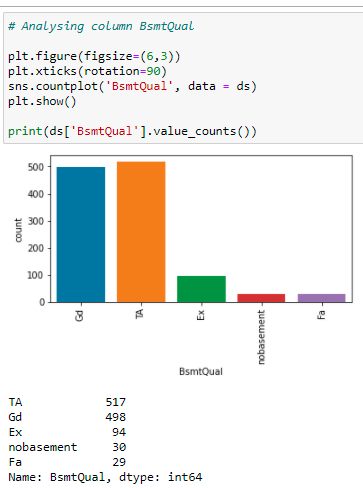 # Analysing column BsmtQual
plt.figure(figsize=(6,3))
plt.xticks(rotation=90)
sns.countplot('BsmtQual', data = ds)
plt.show()
print(ds['BsmtQual'].value_counts())
500
400
300
200
100
0
count
Gd
TA
Ex
nobasement
Fa
BsmtQual
TA 517
Gd 498
Ex 94
nobasement 30
Fa 29
Name: BsmtQual, dtype: int64